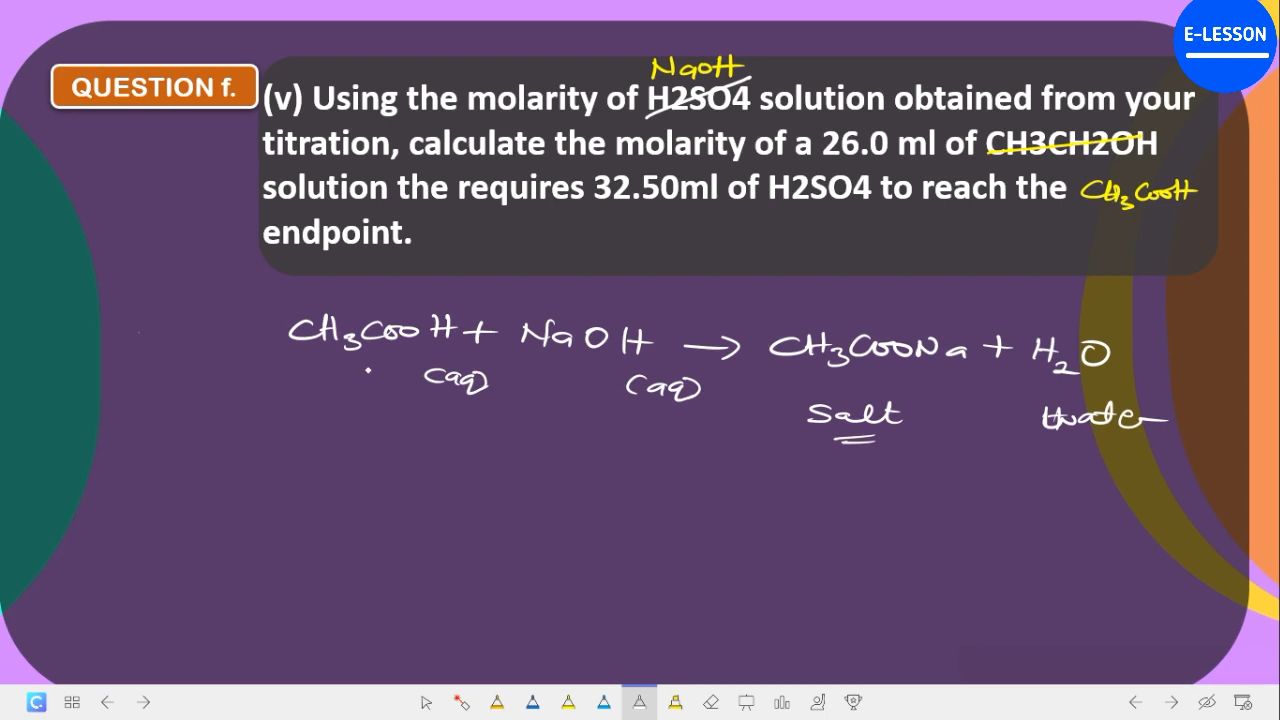 E-LESSON
QUESTION f.
NaOH
(v) Using the molarity of H2SO4 solution obtained from your
titration, calculate the molarity of a 26.0 ml of CH3CH2OH
solution the requires 32.50ml of H2SO4 to reach the CH3COOH
endpoint.
CH3COOH + NaOH → CH3COONa + H2O
(aq) (aq)
Salt water